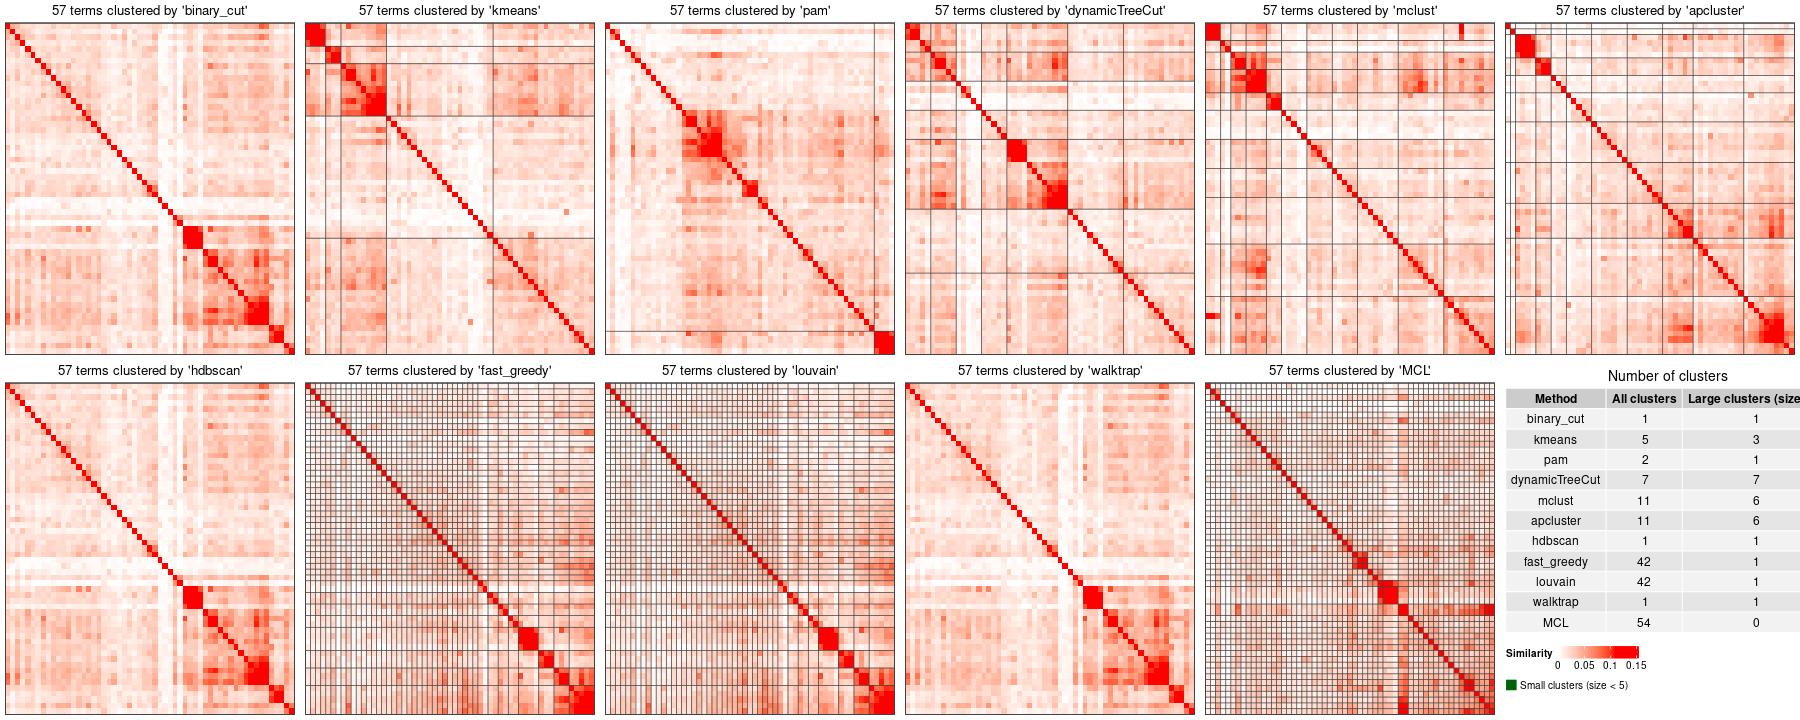 57 terms clustered by 'binary_cut'
57 terms clustered by 'kmeans'
57 terms clustered by 'pam'
57 terms clustered by 'dynamicTreeCut'
57 terms clustered by 'mclust'
57 terms clustered by 'apcluster'
57 terms clustered by 'hdbscan'
57 terms clustered by 'fast_greedy'
57 terms clustered by 'louvain'
57 terms clustered by 'walktrap'
57 terms clustered by 'MCL'
Number of clusters
Method All clusters Large clusters (size
binary_cut 1 1
kmeans 5 3
pam 2 1
dynamicTreeCut 7 7
mclust 11 6
apcluster 11 6
hdbscan 1 1
fast_greedy 42 1
louvain 42 1
walktrap 1 1
MCL 54 0
Similarity
0 0.05 0.1 0.15
Small clusters (size < 5)